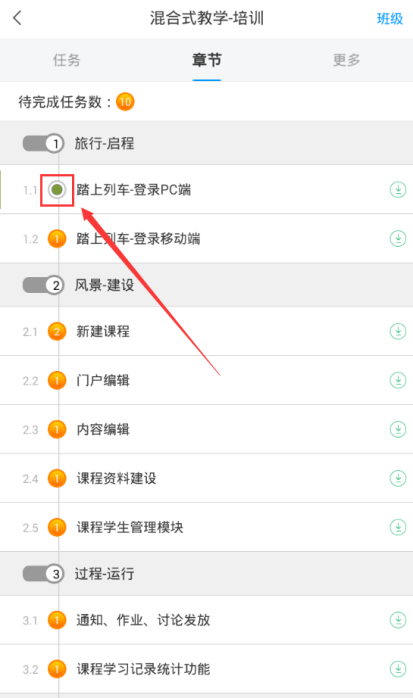 混合式教学-培训 班级
任务 章节 更多
待完成任务数：10
1 旅行-启程
1.1 踏上列车-登录PC端
1.2 1 踏上列车-登录移动端
2 风景-建设
2.1 2 新建课程
2.2 1 门户编辑
2.3 1 内容编辑
2.4 1 课程资料建设
2.5 1 课程学生管理模块
3 过程-运行
3.1 1 通知、作业、讨论发放
3.2 1 课程学习记录统计功能